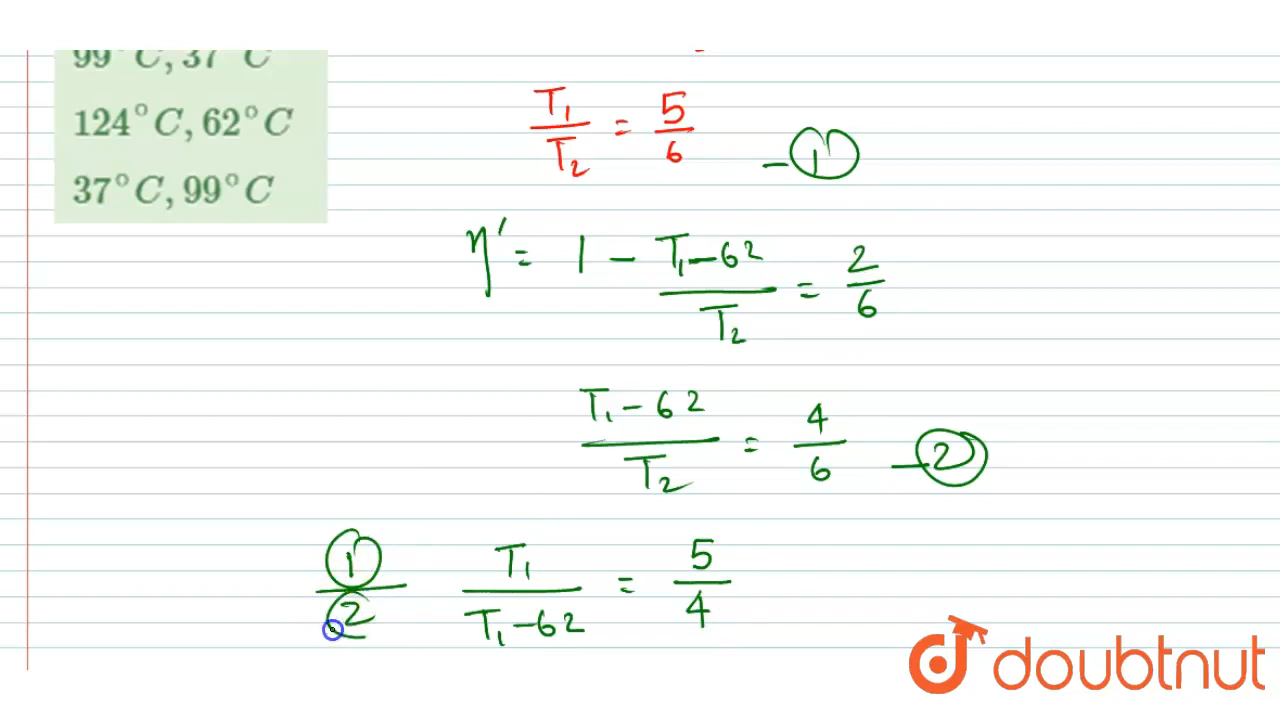 99°C, 37°C
124°C, 62°C
37°C, 99°C
T₁/T₂ = 5/6 —①
η' = 1 - (T₁-62)/T₂ = 2/6
(T₁-62)/T₂ = 4/6 —②
①/② T₁/(T₁-62) = 5/4
doubtnut